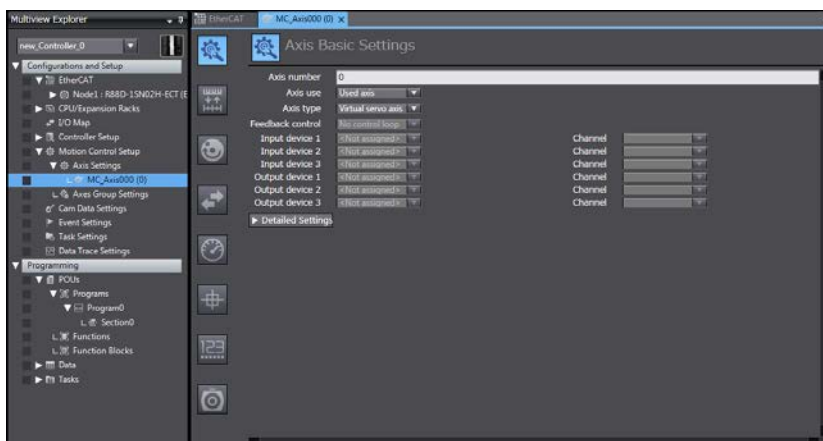 Multiview Explorer
new_Controller_0
Configurations and Setup
EtherCAT
Node1 : R88D-1SN02H-ECT (E
CPU/Expansion Racks
I/O Map
Controller Setup
Motion Control Setup
Axis Settings
MC_Axis000 (0)
Axes Group Settings
Cam Data Settings
Event Settings
Task Settings
Data Trace Settings
Programming
POUs
Programs
Program0
Section0
Functions
Function Blocks
Data
Tasks
EtherCAT MC_Axis000 (0) x
Axis Basic Settings
Axis number 0
Axis use Used axis
Axis type Virtual servo axis
Feedback control No control loop
Input device 1 <Not assigned> Channel
Input device 2 <Not assigned> Channel
Input device 3 <Not assigned> Channel
Output device 1 <Not assigned> Channel
Output device 2 <Not assigned> Channel
Output device 3 <Not assigned> Channel
Detailed Settings
123